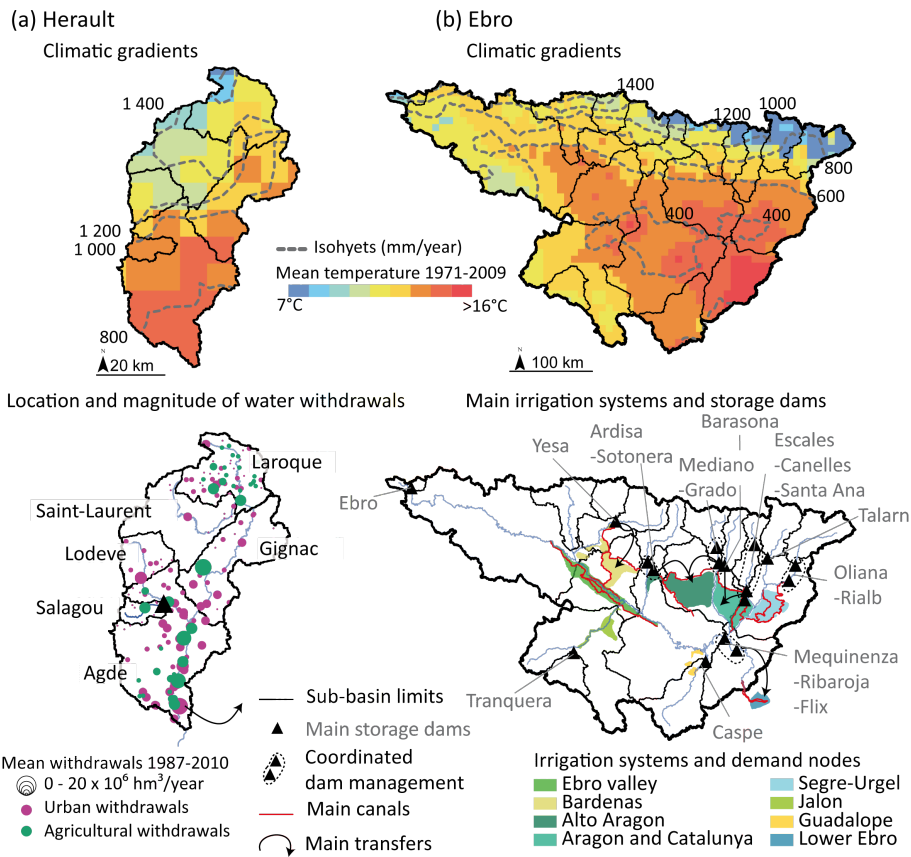 (a) Herault
Climatic gradients
1 400
1 200
1 000
800
N
20 km
(b) Ebro
Climatic gradients
1400
1200
1000
800
600
400
400
N
100 km
Isohyets (mm/year)
Mean temperature 1971-2009
7°C
>16°C
Location and magnitude of water withdrawals
Laroque
Saint-Laurent
Gignac
Lodeve
Salagou
Agde
Mean withdrawals 1987-2010
0 - 20 x 10⁶ hm³/year
Urban withdrawals
Agricultural withdrawals
Sub-basin limits
Main storage dams
Coordinated
dam management
Main canals
Main transfers
Main irrigation systems and storage dams
Barasona
Ardisa
-Sotonera
Yesa
Escales
-Canelles
-Santa Ana
Mediano
-Grado
Ebro
Talarn
Oliana
-Rialb
Mequinenza
-Ribaroja
-Flix
Tranquera
Caspe
Irrigation systems and demand nodes
Ebro valley
Bardenas
Alto Aragon
Aragon and Catalunya
Segre-Urgel
Jalon
Guadalope
Lower Ebro